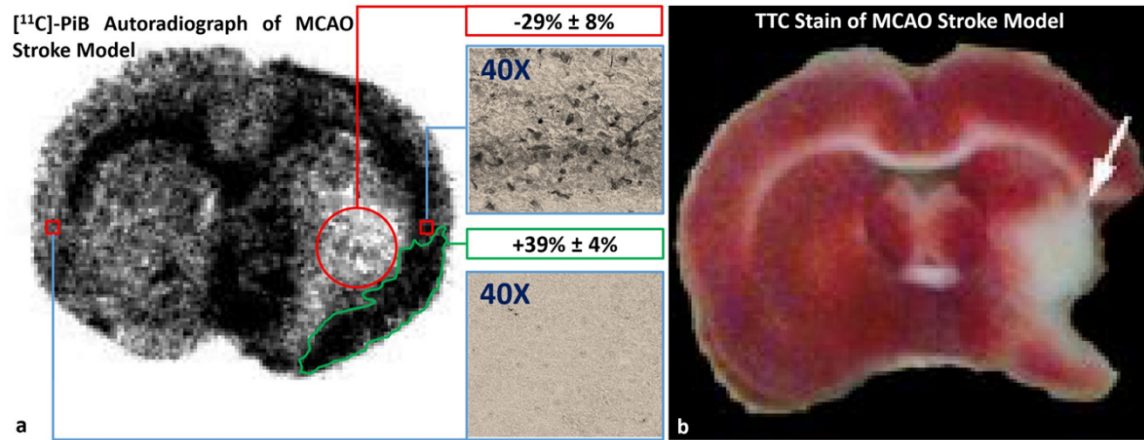 [¹¹C]-PiB Autoradiograph of MCAO
Stroke Model
-29% ± 8%
40X
+39% ± 4%
40X
a
TTC Stain of MCAO Stroke Model
b